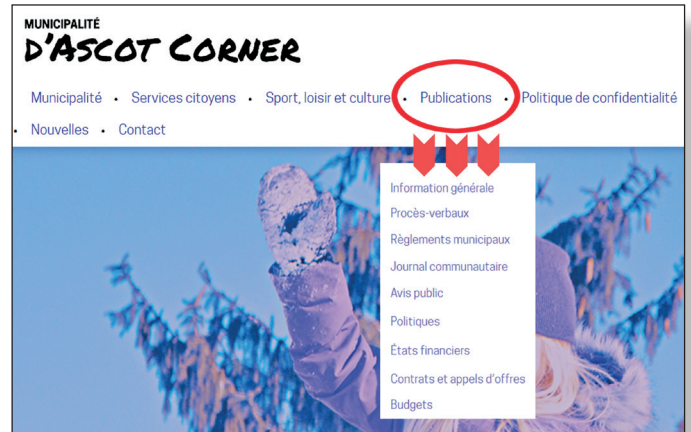 MUNICIPALITÉ
D'ASCOT CORNER
Municipalité • Services citoyens • Sport, loisir et culture • Publications • Politique de confidentialité
• Nouvelles • Contact
Information générale
Procès-verbaux
Règlements municipaux
Journal communautaire
Avis public
Politiques
États financiers
Contrats et appels d'offres
Budgets